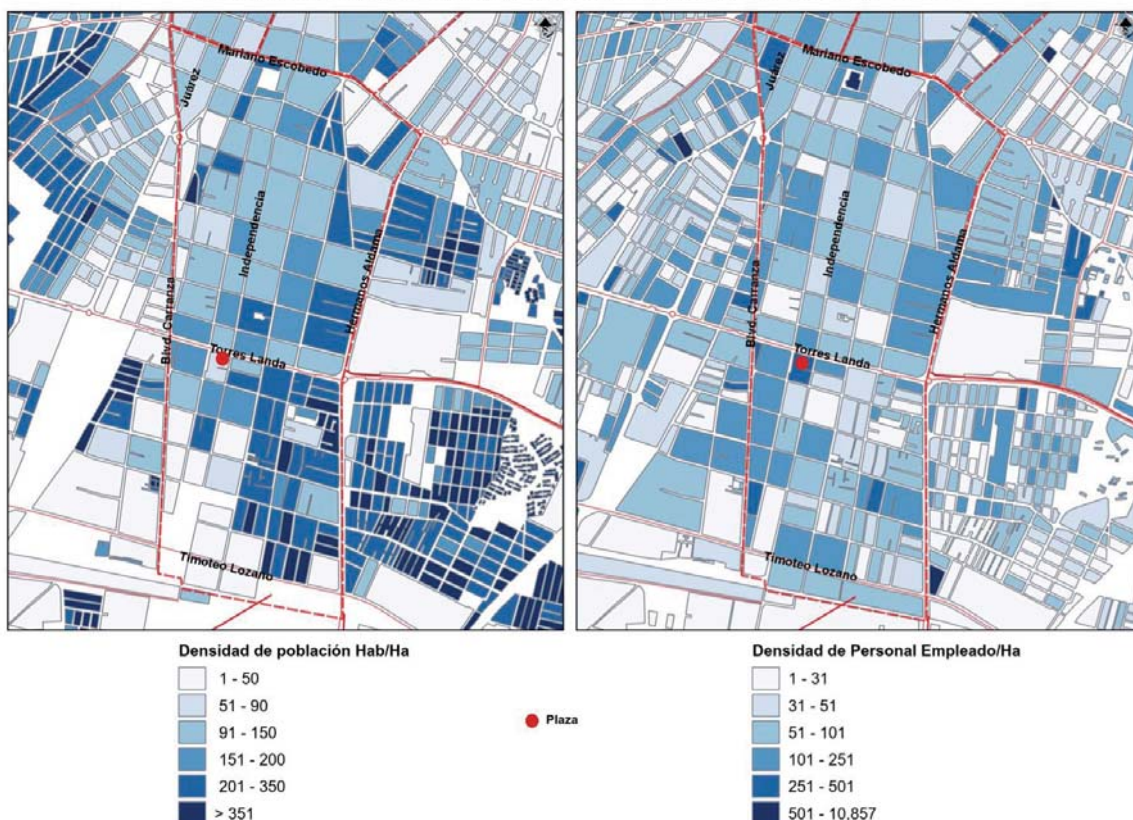 Mariano Escobedo
Juárez
Independencia
Hermanos Aldama
Blvd. Carranza
Torres Landa
Timoteo Lozano
Mariano Escobedo
Juárez
Independencia
Hermanos Aldama
Blvd. Carranza
Torres Landa
Timoteo Lozano
Densidad de población Hab/Ha
1 - 50
51 - 90
91 - 150
151 - 200
201 - 350
> 351
Plaza
Densidad de Personal Empleado/Ha
1 - 31
31 - 51
51 - 101
101 - 251
251 - 501
501 - 10.857